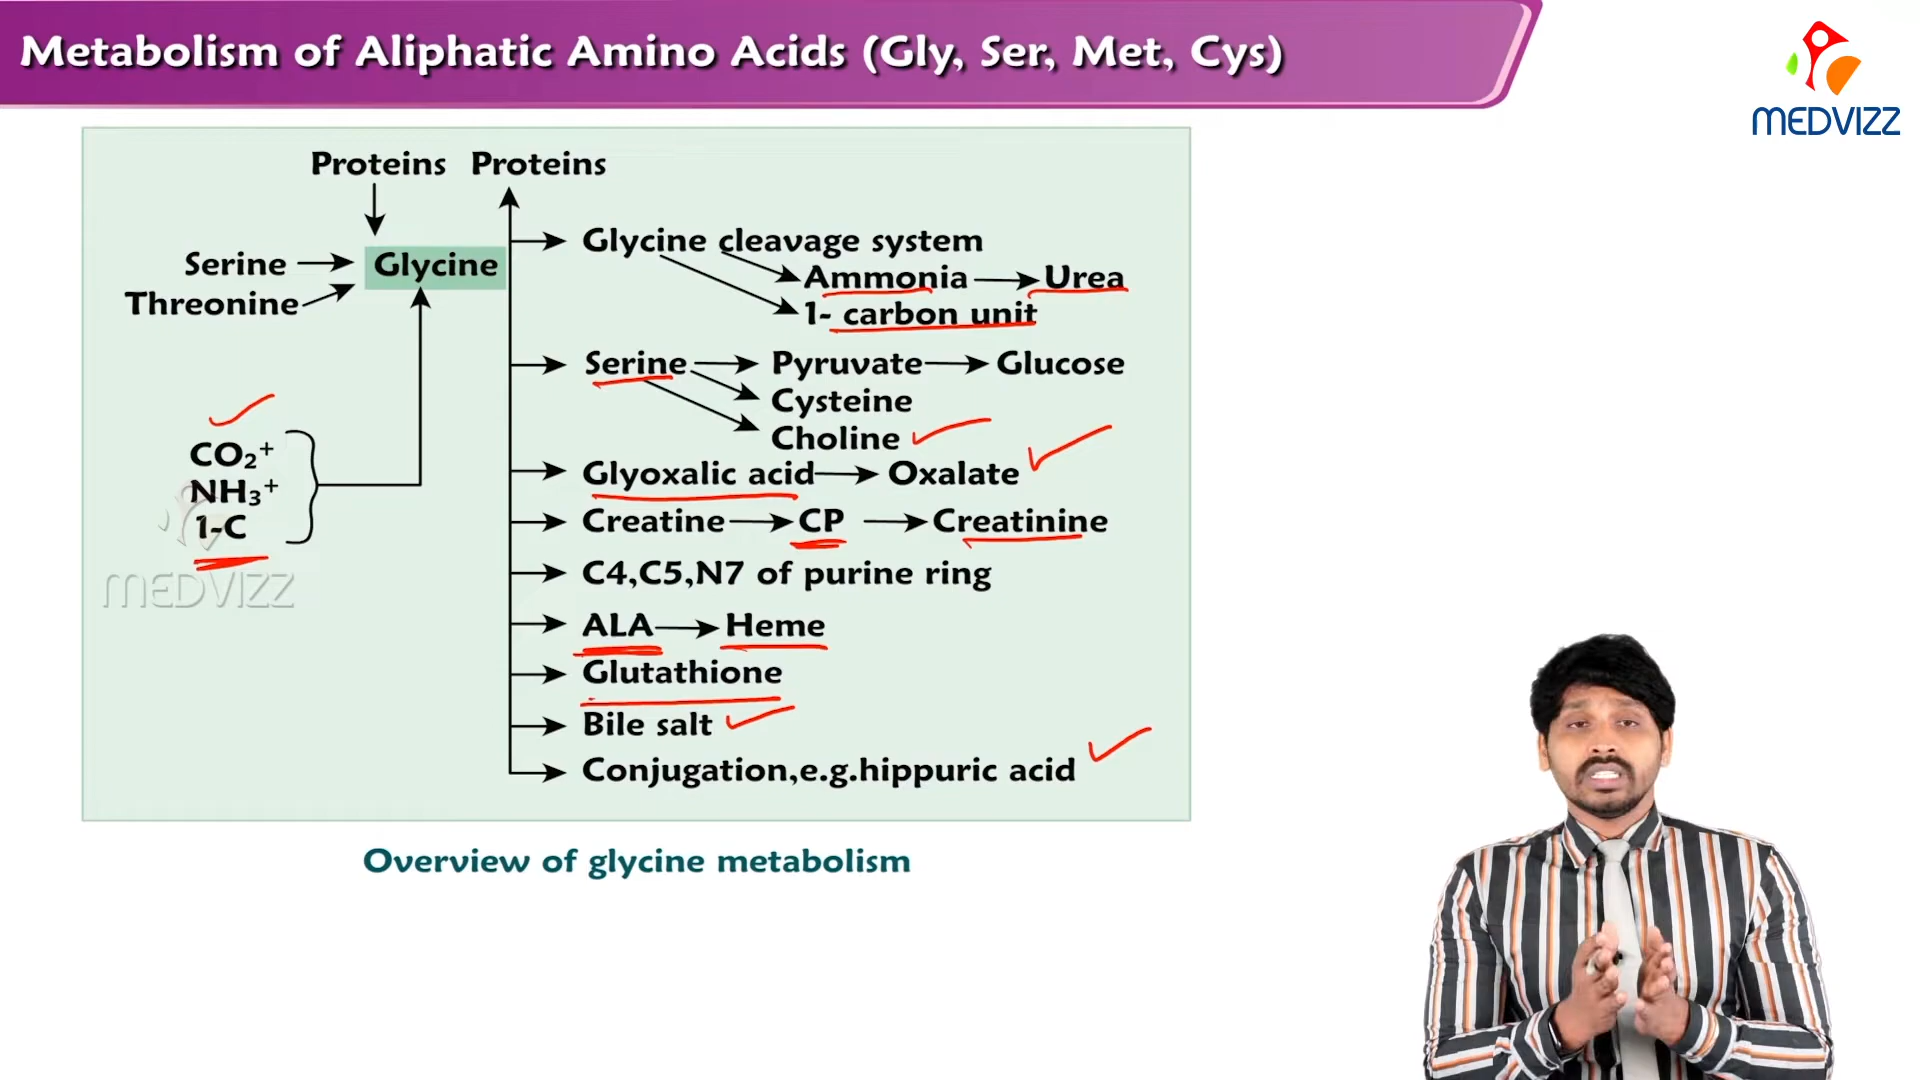 Metabolism of Aliphatic Amino Acids (Gly, Ser, Met, Cys)
MEDVIZZ
Proteins Proteins
Serine
Threonine
Glycine
CO₂⁺
NH₃⁺
1-C
MEDVIZZ
Glycine cleavage system
Ammonia Urea
1- carbon unit
Serine Pyruvate Glucose
Cysteine
Choline
Glyoxalic acid Oxalate
Creatine CP Creatinine
C4,C5,N7 of purine ring
ALA Heme
Glutathione
Bile salt
Conjugation,e.g.hippuric acid
Overview of glycine metabolism